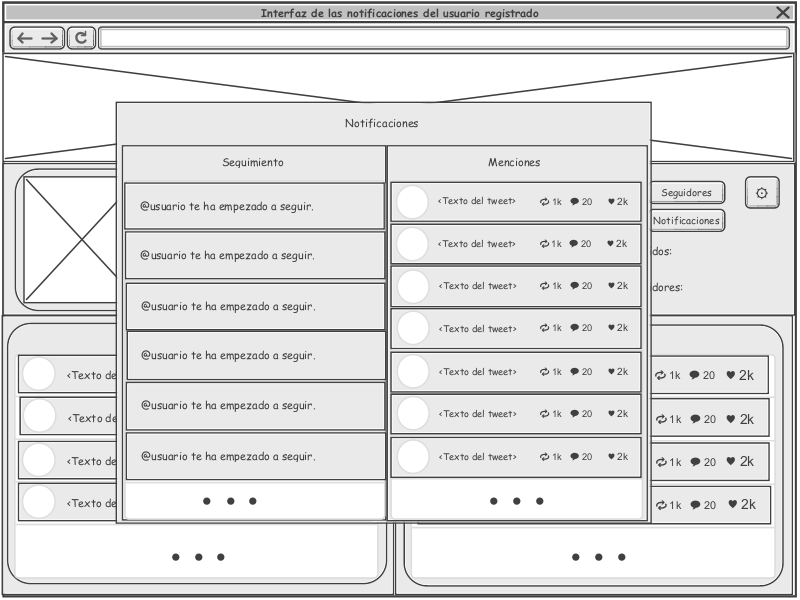 Interfaz de las notificaciones del usuario registrado
Notificaciones
Seguimiento
@usuario te ha empezado a seguir.
@usuario te ha empezado a seguir.
@usuario te ha empezado a seguir.
@usuario te ha empezado a seguir.
@usuario te ha empezado a seguir.
@usuario te ha empezado a seguir.
Menciones
<Texto del tweet> 1k 20 2k
<Texto del tweet> 1k 20 2k
<Texto del tweet> 1k 20 2k
<Texto del tweet> 1k 20 2k
<Texto del tweet> 1k 20 2k
<Texto del tweet> 1k 20 2k
<Texto del tweet> 1k 20 2k
Seguidores
Notificaciones
dos:
dores:
<Texto de
<Texto de
<Texto de
<Texto de
1k 20 2k
1k 20 2k
1k 20 2k
1k 20 2k